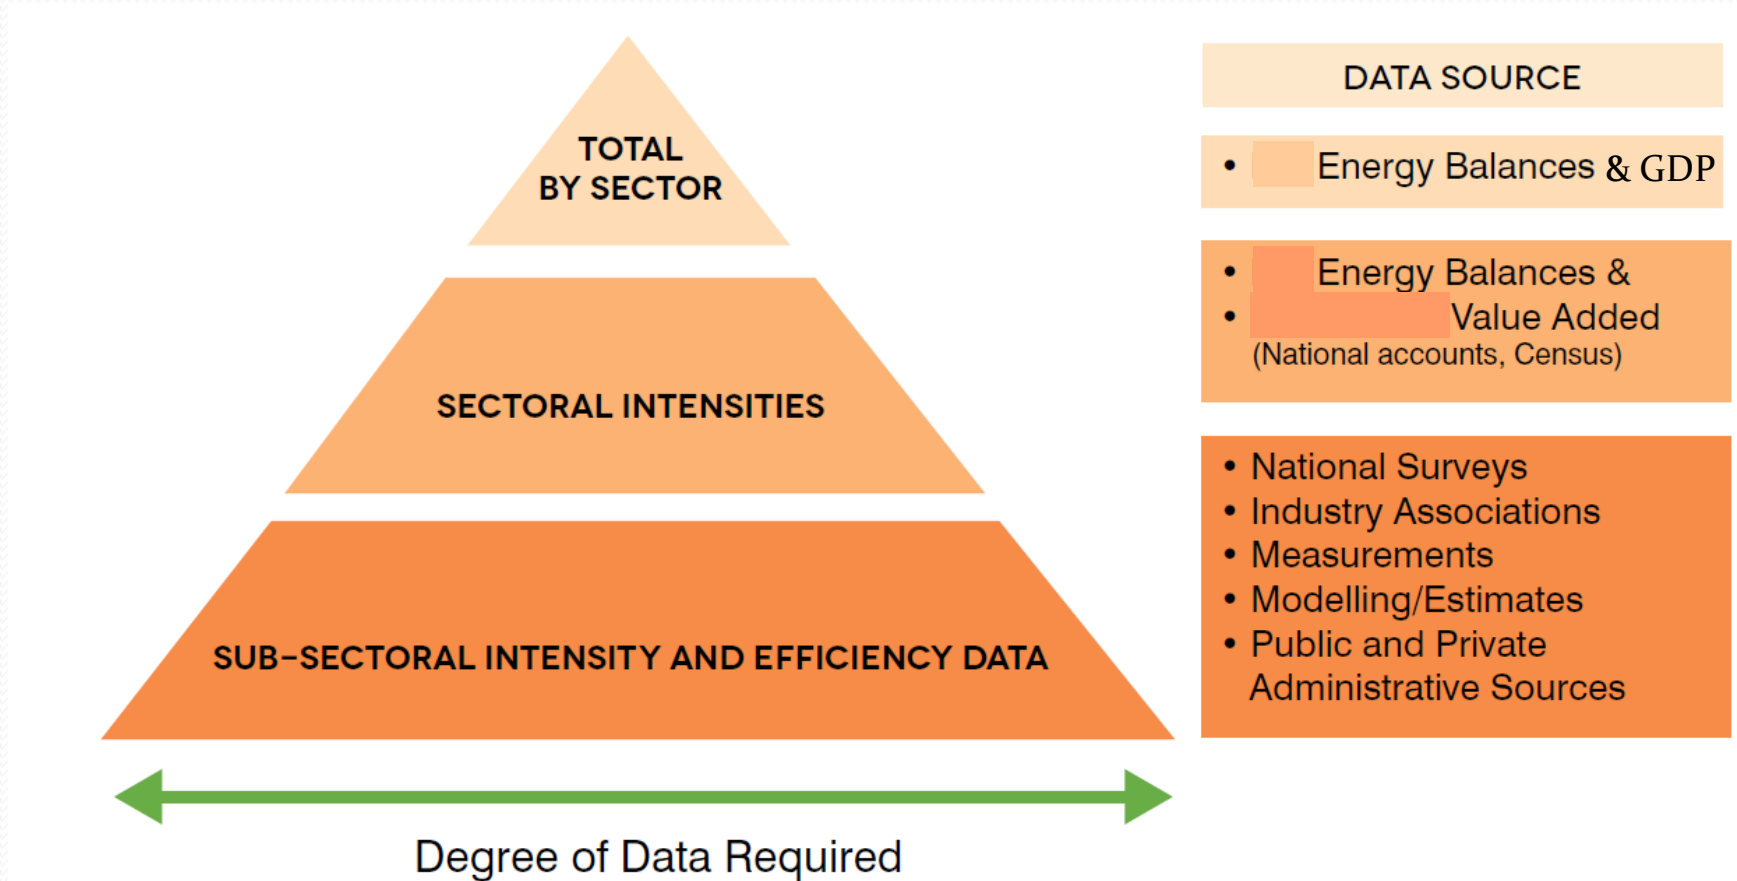 TOTAL
BY SECTOR
SECTORAL INTENSITIES
SUB-SECTORAL INTENSITY AND EFFICIENCY DATA
Degree of Data Required
DATA SOURCE
• Energy Balances & GDP
• Energy Balances &
• Value Added
(National accounts, Census)
• National Surveys
• Industry Associations
• Measurements
• Modelling/Estimates
• Public and Private
Administrative Sources